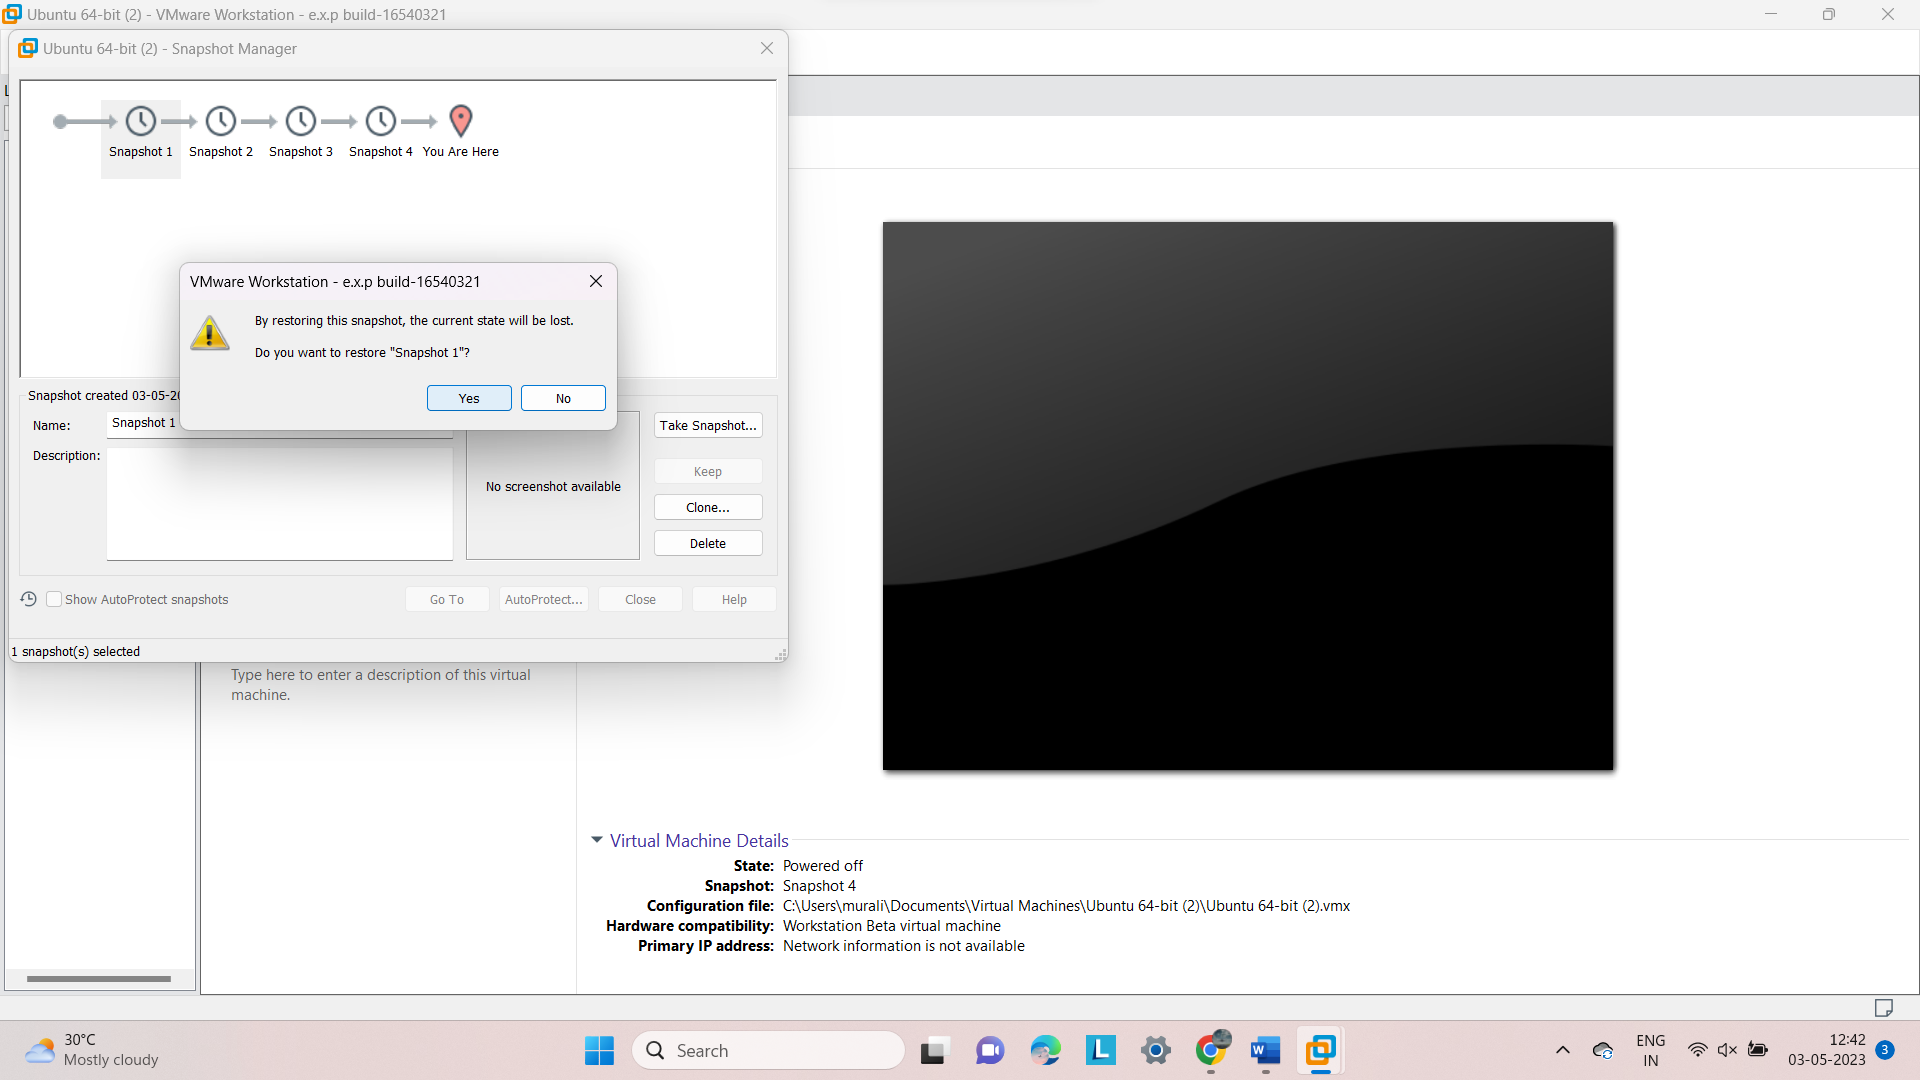 Ubuntu 64-bit (2) - VMware Workstation - e.x.p build-16540321
Ubuntu 64-bit (2) - Snapshot Manager
Snapshot 1 Snapshot 2 Snapshot 3 Snapshot 4 You Are Here
VMware Workstation - e.x.p build-16540321
By restoring this snapshot, the current state will be lost.
Do you want to restore "Snapshot 1"?
Yes No
Snapshot created 03-05-20
Name: Snapshot 1
Description:
No screenshot available
Take Snapshot...
Keep
Clone...
Delete
Show AutoProtect snapshots
Go To AutoProtect... Close Help
1 snapshot(s) selected
Type here to enter a description of this virtual
machine.
Virtual Machine Details
State: Powered off
Snapshot: Snapshot 4
Configuration file: C:\Users\murali\Documents\Virtual Machines\Ubuntu 64-bit (2)\Ubuntu 64-bit (2).vmx
Hardware compatibility: Workstation Beta virtual machine
Primary IP address: Network information is not available
30°C
Mostly cloudy
Search
L
W
ENG
IN
12:42
03-05-2023
3